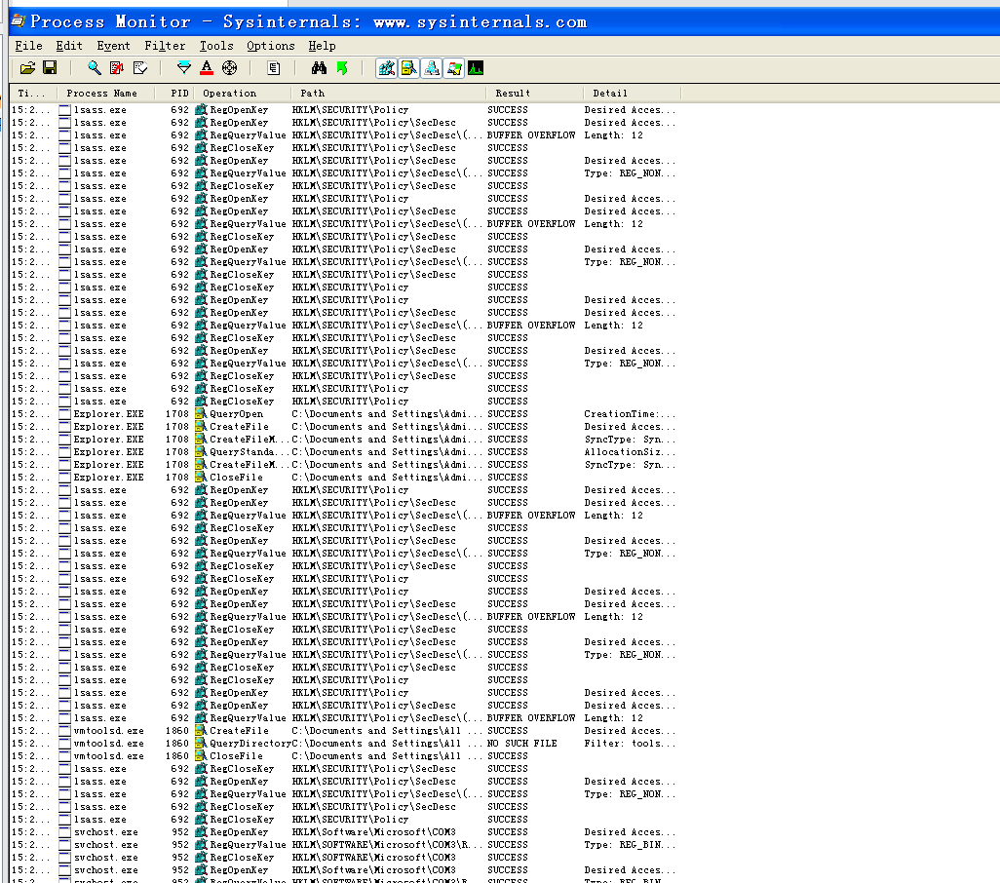 Process Monitor - Sysinternals: www.sysinternals.com
File Edit Event Filter Tools Options Help
Ti... Process Name PID Operation Path Result Detail
15:2... lsass.exe 692 RegOpenKey HKLM\SECURITY\Policy SUCCESS Desired Acces...
15:2... lsass.exe 692 RegOpenKey HKLM\SECURITY\Policy\SecDesc SUCCESS Desired Acces...
15:2... lsass.exe 692 RegQueryValue HKLM\SECURITY\Policy\SecDesc\(... BUFFER OVERFLOW Length: 12
15:2... lsass.exe 692 RegCloseKey HKLM\SECURITY\Policy\SecDesc SUCCESS
15:2... lsass.exe 692 RegOpenKey HKLM\SECURITY\Policy\SecDesc SUCCESS Desired Acces...
15:2... lsass.exe 692 RegQueryValue HKLM\SECURITY\Policy\SecDesc\(... SUCCESS Type: REG_NON...
15:2... lsass.exe 692 RegCloseKey HKLM\SECURITY\Policy\SecDesc SUCCESS
15:2... lsass.exe 692 RegOpenKey HKLM\SECURITY\Policy SUCCESS Desired Acces...
15:2... lsass.exe 692 RegOpenKey HKLM\SECURITY\Policy\SecDesc SUCCESS Desired Acces...
15:2... lsass.exe 692 RegQueryValue HKLM\SECURITY\Policy\SecDesc\(... BUFFER OVERFLOW Length: 12
15:2... lsass.exe 692 RegCloseKey HKLM\SECURITY\Policy\SecDesc SUCCESS
15:2... lsass.exe 692 RegOpenKey HKLM\SECURITY\Policy\SecDesc SUCCESS Desired Acces...
15:2... lsass.exe 692 RegQueryValue HKLM\SECURITY\Policy\SecDesc\(... SUCCESS Type: REG_NON...
15:2... lsass.exe 692 RegCloseKey HKLM\SECURITY\Policy\SecDesc SUCCESS
15:2... lsass.exe 692 RegCloseKey HKLM\SECURITY\Policy SUCCESS
15:2... lsass.exe 692 RegOpenKey HKLM\SECURITY\Policy SUCCESS Desired Acces...
15:2... lsass.exe 692 RegOpenKey HKLM\SECURITY\Policy\SecDesc SUCCESS Desired Acces...
15:2... lsass.exe 692 RegQueryValue HKLM\SECURITY\Policy\SecDesc\(... BUFFER OVERFLOW Length: 12
15:2... lsass.exe 692 RegCloseKey HKLM\SECURITY\Policy\SecDesc SUCCESS
15:2... lsass.exe 692 RegOpenKey HKLM\SECURITY\Policy\SecDesc SUCCESS Desired Acces...
15:2... lsass.exe 692 RegQueryValue HKLM\SECURITY\Policy\SecDesc\(... SUCCESS Type: REG_NON...
15:2... lsass.exe 692 RegCloseKey HKLM\SECURITY\Policy\SecDesc SUCCESS
15:2... lsass.exe 692 RegCloseKey HKLM\SECURITY\Policy SUCCESS
15:2... lsass.exe 692 RegCloseKey HKLM\SECURITY\Policy SUCCESS
15:2... Explorer.EXE 1708 QueryOpen C:\Documents and Settings\Admi... SUCCESS CreationTime:...
15:2... Explorer.EXE 1708 CreateFile C:\Documents and Settings\Admi... SUCCESS Desired Acces...
15:2... Explorer.EXE 1708 CreateFileM... C:\Documents and Settings\Admi... SUCCESS SyncType: Syn...
15:2... Explorer.EXE 1708 QueryStanda... C:\Documents and Settings\Admi... SUCCESS AllocationSiz...
15:2... Explorer.EXE 1708 CreateFileM... C:\Documents and Settings\Admi... SUCCESS SyncType: Syn...
15:2... Explorer.EXE 1708 CloseFile C:\Documents and Settings\Admi... SUCCESS
15:2... lsass.exe 692 RegOpenKey HKLM\SECURITY\Policy SUCCESS Desired Acces...
15:2... lsass.exe 692 RegOpenKey HKLM\SECURITY\Policy\SecDesc SUCCESS Desired Acces...
15:2... lsass.exe 692 RegQueryValue HKLM\SECURITY\Policy\SecDesc\(... BUFFER OVERFLOW Length: 12
15:2... lsass.exe 692 RegCloseKey HKLM\SECURITY\Policy\SecDesc SUCCESS
15:2... lsass.exe 692 RegOpenKey HKLM\SECURITY\Policy\SecDesc SUCCESS Desired Acces...
15:2... lsass.exe 692 RegQueryValue HKLM\SECURITY\Policy\SecDesc\(... SUCCESS Type: REG_NON...
15:2... lsass.exe 692 RegCloseKey HKLM\SECURITY\Policy\SecDesc SUCCESS
15:2... lsass.exe 692 RegCloseKey HKLM\SECURITY\Policy SUCCESS
15:2... lsass.exe 692 RegOpenKey HKLM\SECURITY\Policy SUCCESS Desired Acces...
15:2... lsass.exe 692 RegOpenKey HKLM\SECURITY\Policy\SecDesc SUCCESS Desired Acces...
15:2... lsass.exe 692 RegQueryValue HKLM\SECURITY\Policy\SecDesc\(... BUFFER OVERFLOW Length: 12
15:2... lsass.exe 692 RegCloseKey HKLM\SECURITY\Policy\SecDesc SUCCESS
15:2... lsass.exe 692 RegOpenKey HKLM\SECURITY\Policy\SecDesc SUCCESS Desired Acces...
15:2... lsass.exe 692 RegQueryValue HKLM\SECURITY\Policy\SecDesc\(... SUCCESS Type: REG_NON...
15:2... lsass.exe 692 RegCloseKey HKLM\SECURITY\Policy\SecDesc SUCCESS
15:2... lsass.exe 692 RegCloseKey HKLM\SECURITY\Policy SUCCESS
15:2... lsass.exe 692 RegOpenKey HKLM\SECURITY\Policy SUCCESS Desired Acces...
15:2... lsass.exe 692 RegOpenKey HKLM\SECURITY\Policy\SecDesc SUCCESS Desired Acces...
15:2... lsass.exe 692 RegQueryValue HKLM\SECURITY\Policy\SecDesc\(... BUFFER OVERFLOW Length: 12
15:2... vmtoolsd.exe 1860 CreateFile C:\Documents and Settings\All ... SUCCESS Desired Acces...
15:2... vmtoolsd.exe 1860 QueryDirectory C:\Documents and Settings\All ... NO SUCH FILE Filter: tools...
15:2... vmtoolsd.exe 1860 CloseFile C:\Documents and Settings\All ... SUCCESS
15:2... lsass.exe 692 RegCloseKey HKLM\SECURITY\Policy\SecDesc SUCCESS
15:2... lsass.exe 692 RegOpenKey HKLM\SECURITY\Policy\SecDesc SUCCESS Desired Acces...
15:2... lsass.exe 692 RegQueryValue HKLM\SECURITY\Policy\SecDesc\(... SUCCESS Type: REG_NON...
15:2... lsass.exe 692 RegCloseKey HKLM\SECURITY\Policy\SecDesc SUCCESS
15:2... lsass.exe 692 RegCloseKey HKLM\SECURITY\Policy SUCCESS
15:2... svchost.exe 952 RegOpenKey HKLM\Software\Microsoft\COM3 SUCCESS Desired Acces...
15:2... svchost.exe 952 RegQueryValue HKLM\SOFTWARE\Microsoft\COM3\R... SUCCESS Type: REG_BIN...
15:2... svchost.exe 952 RegCloseKey HKLM\SOFTWARE\Microsoft\COM3 SUCCESS
15:2... svchost.exe 952 RegOpenKey HKLM\Software\Microsoft\COM3 SUCCESS Desired Acces...
15:2... svchost.exe 952 RegQueryValue HKLM\SOFTWARE\Microsoft\COM3\R... SUCCESS Type: REG_BIN...